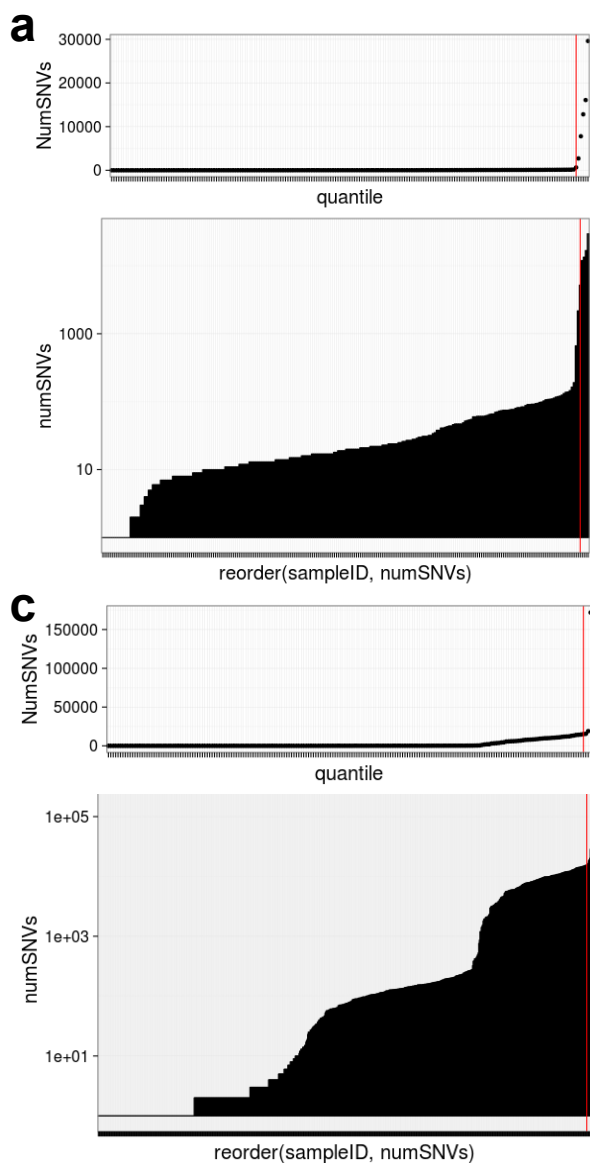 a
NumSNVs
30000
20000
10000
0
quantile
numSNVs
1000
10
reorder(sampleID, numSNVs)
c
NumSNVs
150000
100000
50000
0
quantile
numSNVs
1e+05
1e+03
1e+01
reorder(sampleID, numSNVs)